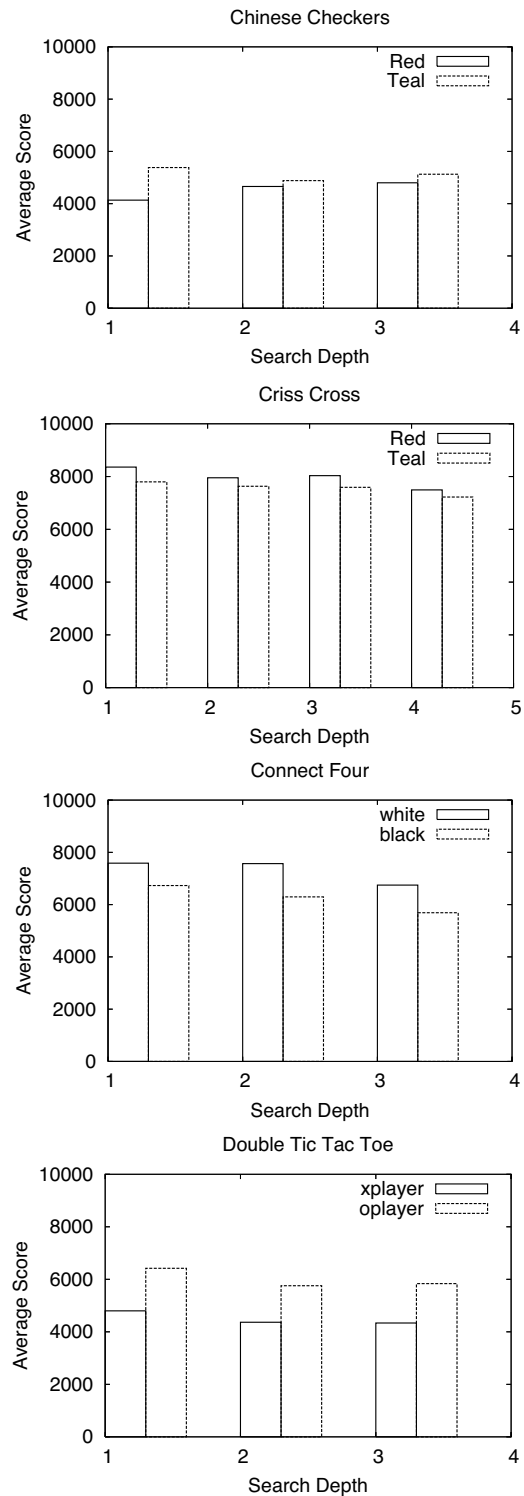 Chinese Checkers
10000
8000
6000
4000
2000
0
Average Score
Red
Teal
1 2 3 4
Search Depth
Criss Cross
10000
8000
6000
4000
2000
0
Average Score
Red
Teal
1 2 3 4 5
Search Depth
Connect Four
10000
8000
6000
4000
2000
0
Average Score
white
black
1 2 3 4
Search Depth
Double Tic Tac Toe
10000
8000
6000
4000
2000
0
Average Score
xplayer
oplayer
1 2 3 4
Search Depth